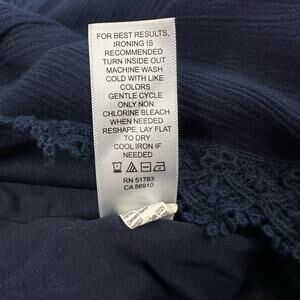 FOR BEST RESULTS,
IRONING IS
RECOMMENDED
TURN INSIDE OUT
MACHINE WASH
COLD WITH LIKE
COLORS
GENTLE CYCLE
ONLY NON
CHLORINE BLEACH
WHEN NEEDED
RESHAPE, LAY FLAT
TO DRY
COOL IRON IF
NEEDED
RN 51783
CA 56910